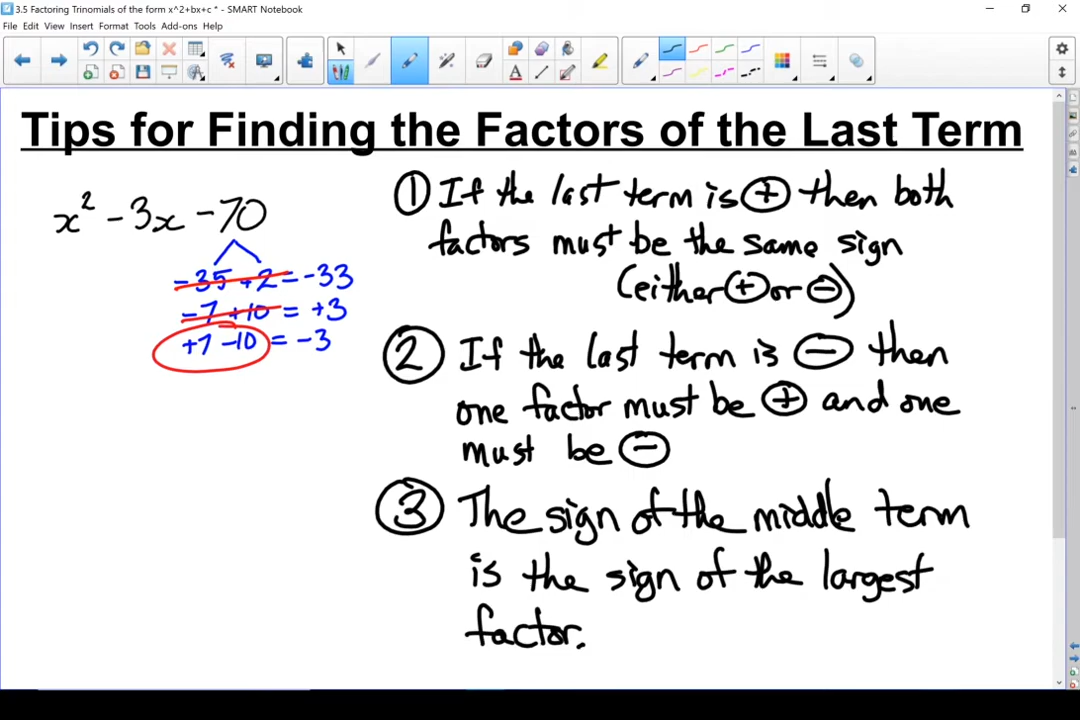 3.5 Factoring Trinomials of the form x^2+bx+c * - SMART Notebook
File Edit View Insert Format Tools Add-ons Help
Tips for Finding the Factors of the Last Term
x² - 3x - 70
-35 +2 = -33
-7 +10 = +3
+7 -10 = -3
① If the last term is ⊕ then both
factors must be the same sign
(either ⊕ or ⊖)
② If the last term is ⊖ then
one factor must be ⊕ and one
must be ⊖
③ The sign of the middle term
is the sign of the largest
factor.